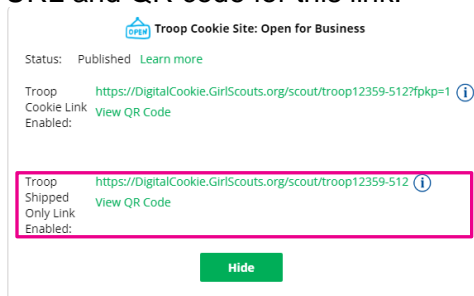 URL and QR code for this link.
OPEN Troop Cookie Site: Open for Business
Status: Published Learn more
Troop https://DigitalCookie.GirlScouts.org/scout/troop12359-512?fpkp=1 i
Cookie Link View QR Code
Enabled:
Troop https://DigitalCookie.GirlScouts.org/scout/troop12359-512 i
Shipped View QR Code
Only Link
Enabled:
Hide